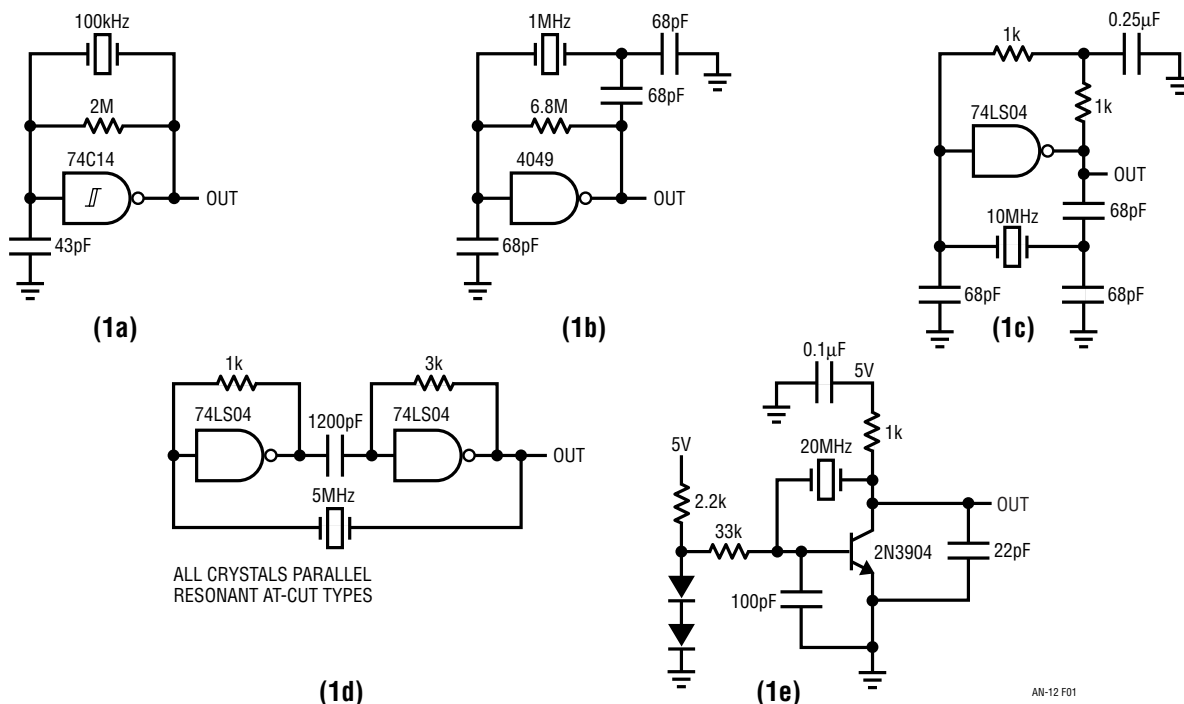 100kHz
2M
74C14
OUT
43pF
(1a)
1MHz
68pF
68pF
6.8M
4049
OUT
68pF
(1b)
1k
0.25µF
1k
74LS04
OUT
68pF
10MHz
68pF
68pF
(1c)
1k
3k
74LS04
1200pF
74LS04
OUT
5MHz
ALL CRYSTALS PARALLEL
RESONANT AT-CUT TYPES
(1d)
0.1µF
5V
1k
20MHz
5V
2.2k
OUT
33k
2N3904
22pF
100pF
(1e)
AN-12 F01